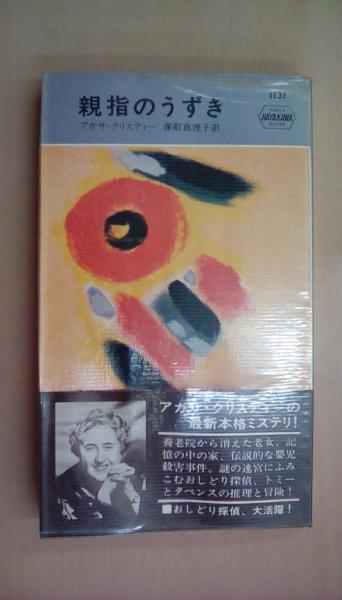 親指のうずき
アガサ・クリスティー 深町眞理子訳
1131
TOKYO
HAYAKAWA
BOOKS
アガサ・クリスティーの
最新本格ミステリ!
養老院から消えた老女、記
憶の中の家、伝説的な嬰児
殺害事件。謎の迷宮にふみ
こむおしどり探偵、トミー
とタペンスの推理と冒険!
■おしどり探偵、大活躍!